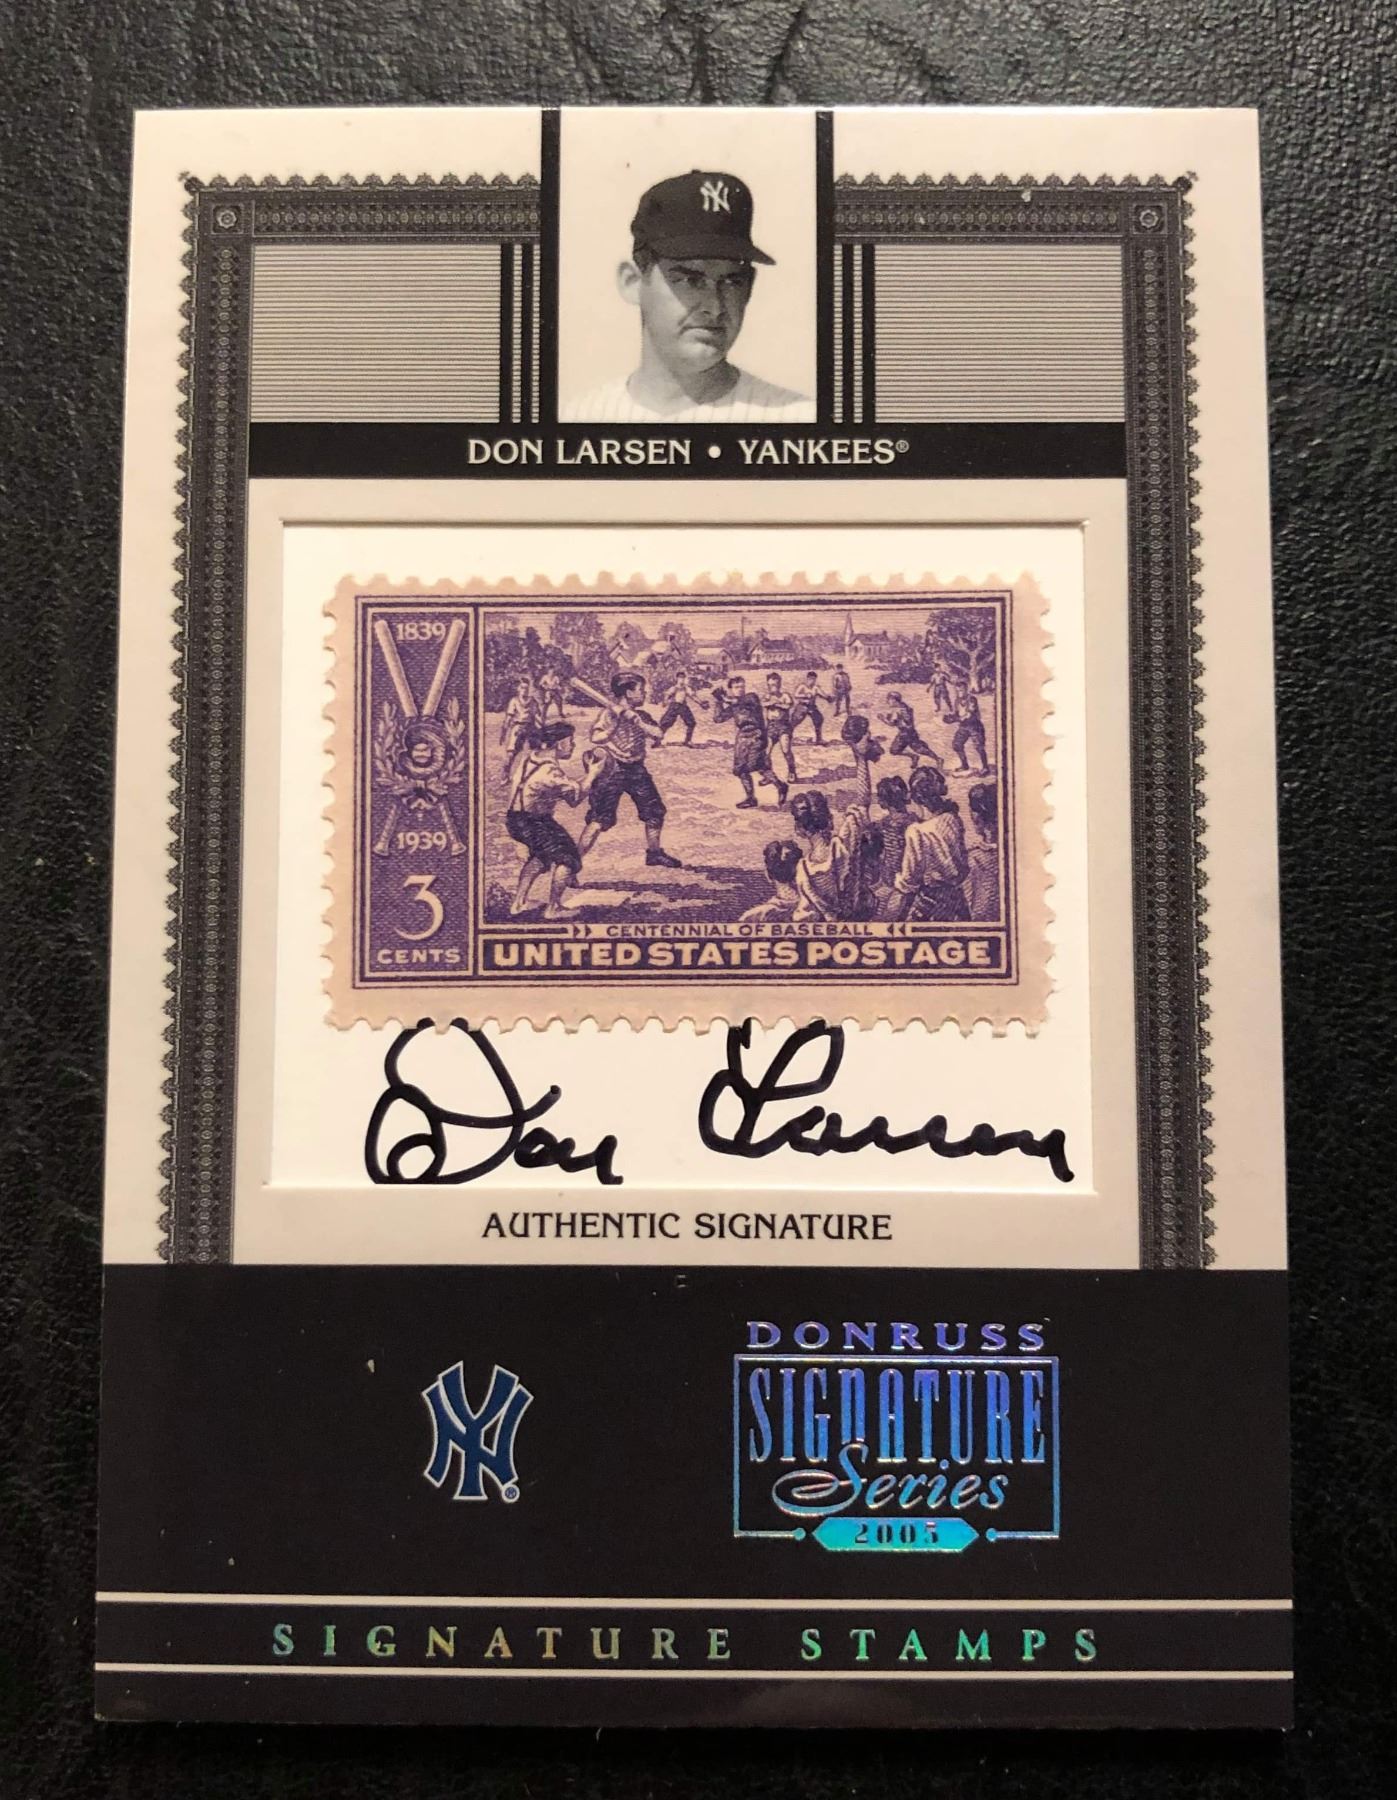 NY
DON LARSEN • YANKEES®
1839
1939
3
CENTS
CENTENNIAL OF BASEBALL
UNITED STATES POSTAGE
Don Larsen
AUTHENTIC SIGNATURE
NY®
DONRUSS
SIGNATURE
Series
2005
SIGNATURE STAMPS